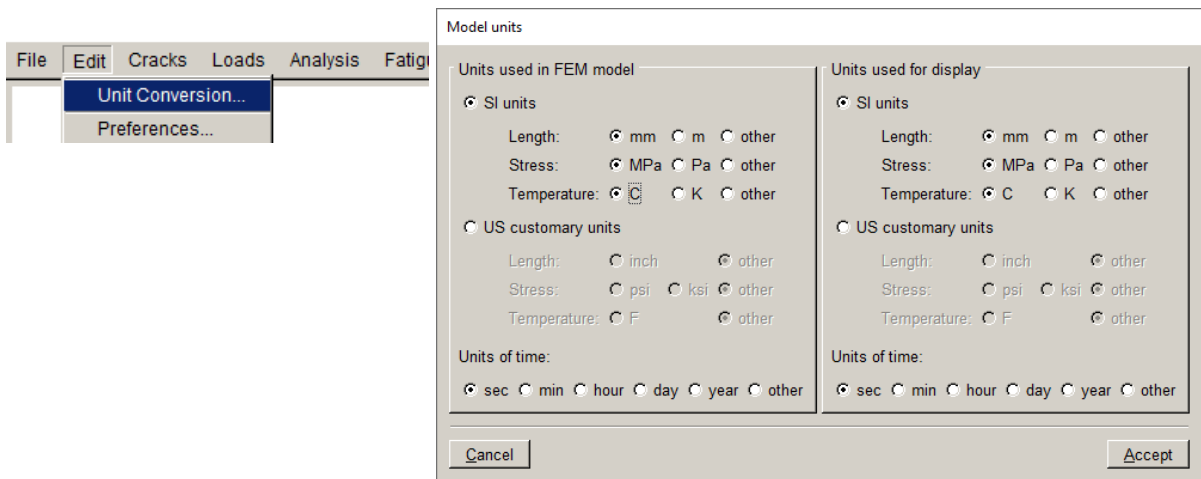 File Edit Cracks Loads Analysis Fatigu
Unit Conversion...
Preferences...
Model units
Units used in FEM model
SI units
Length: mm m other
Stress: MPa Pa other
Temperature: C K other
US customary units
Length: inch other
Stress: psi ksi other
Temperature: F other
Units of time:
sec min hour day year other
Units used for display
SI units
Length: mm m other
Stress: MPa Pa other
Temperature: C K other
US customary units
Length: inch other
Stress: psi ksi other
Temperature: F other
Units of time:
sec min hour day year other
Cancel Accept